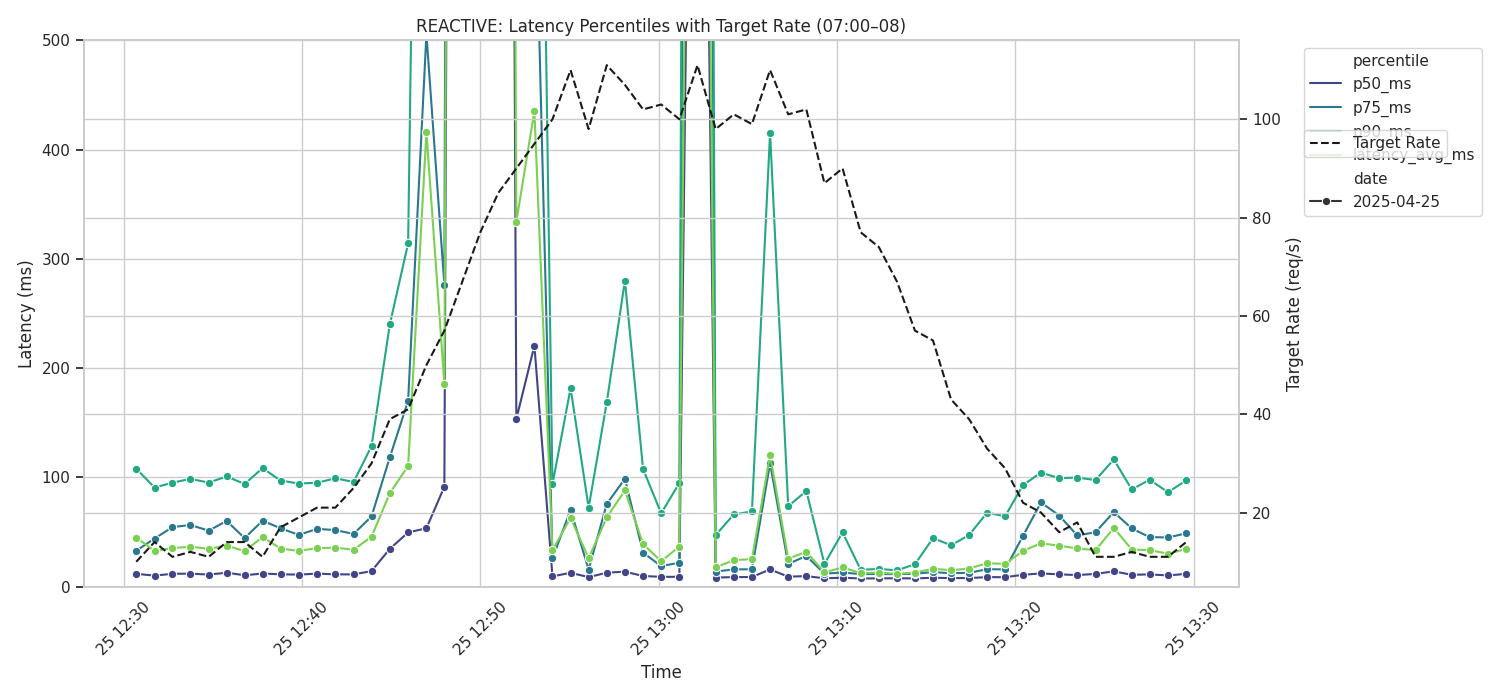 REACTIVE: Latency Percentiles with Target Rate (07:00–08)
500
400
300
200
100
0
Latency (ms)
100
80
60
40
20
Target Rate (req/s)
25 12:30
25 12:40
25 12:50
25 13:00
25 13:10
25 13:20
25 13:30
Time
percentile
p50_ms
p75_ms
p90_ms
Target Rate
latency_avg_ms
date
2025-04-25